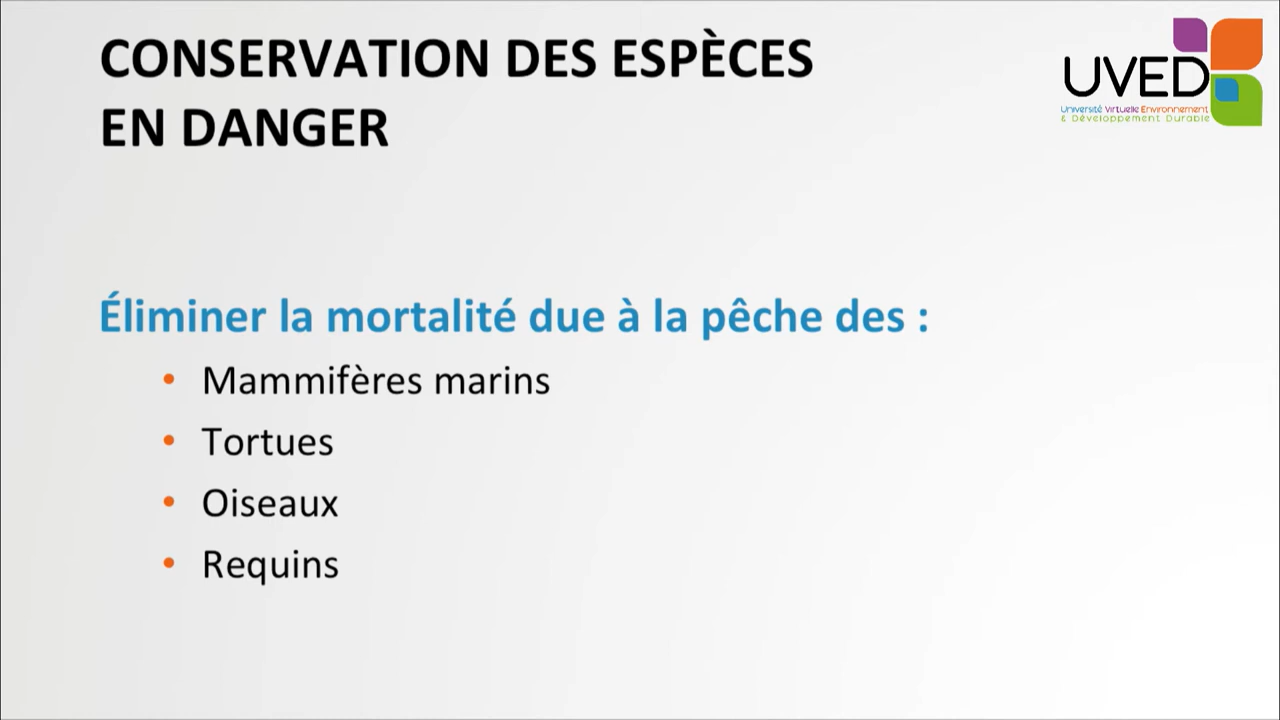 CONSERVATION DES ESPÈCES
EN DANGER
UVED
Université Virtuelle Environnement
& Développement Durable
Éliminer la mortalité due à la pêche des :
• Mammifères marins
• Tortues
• Oiseaux
• Requins